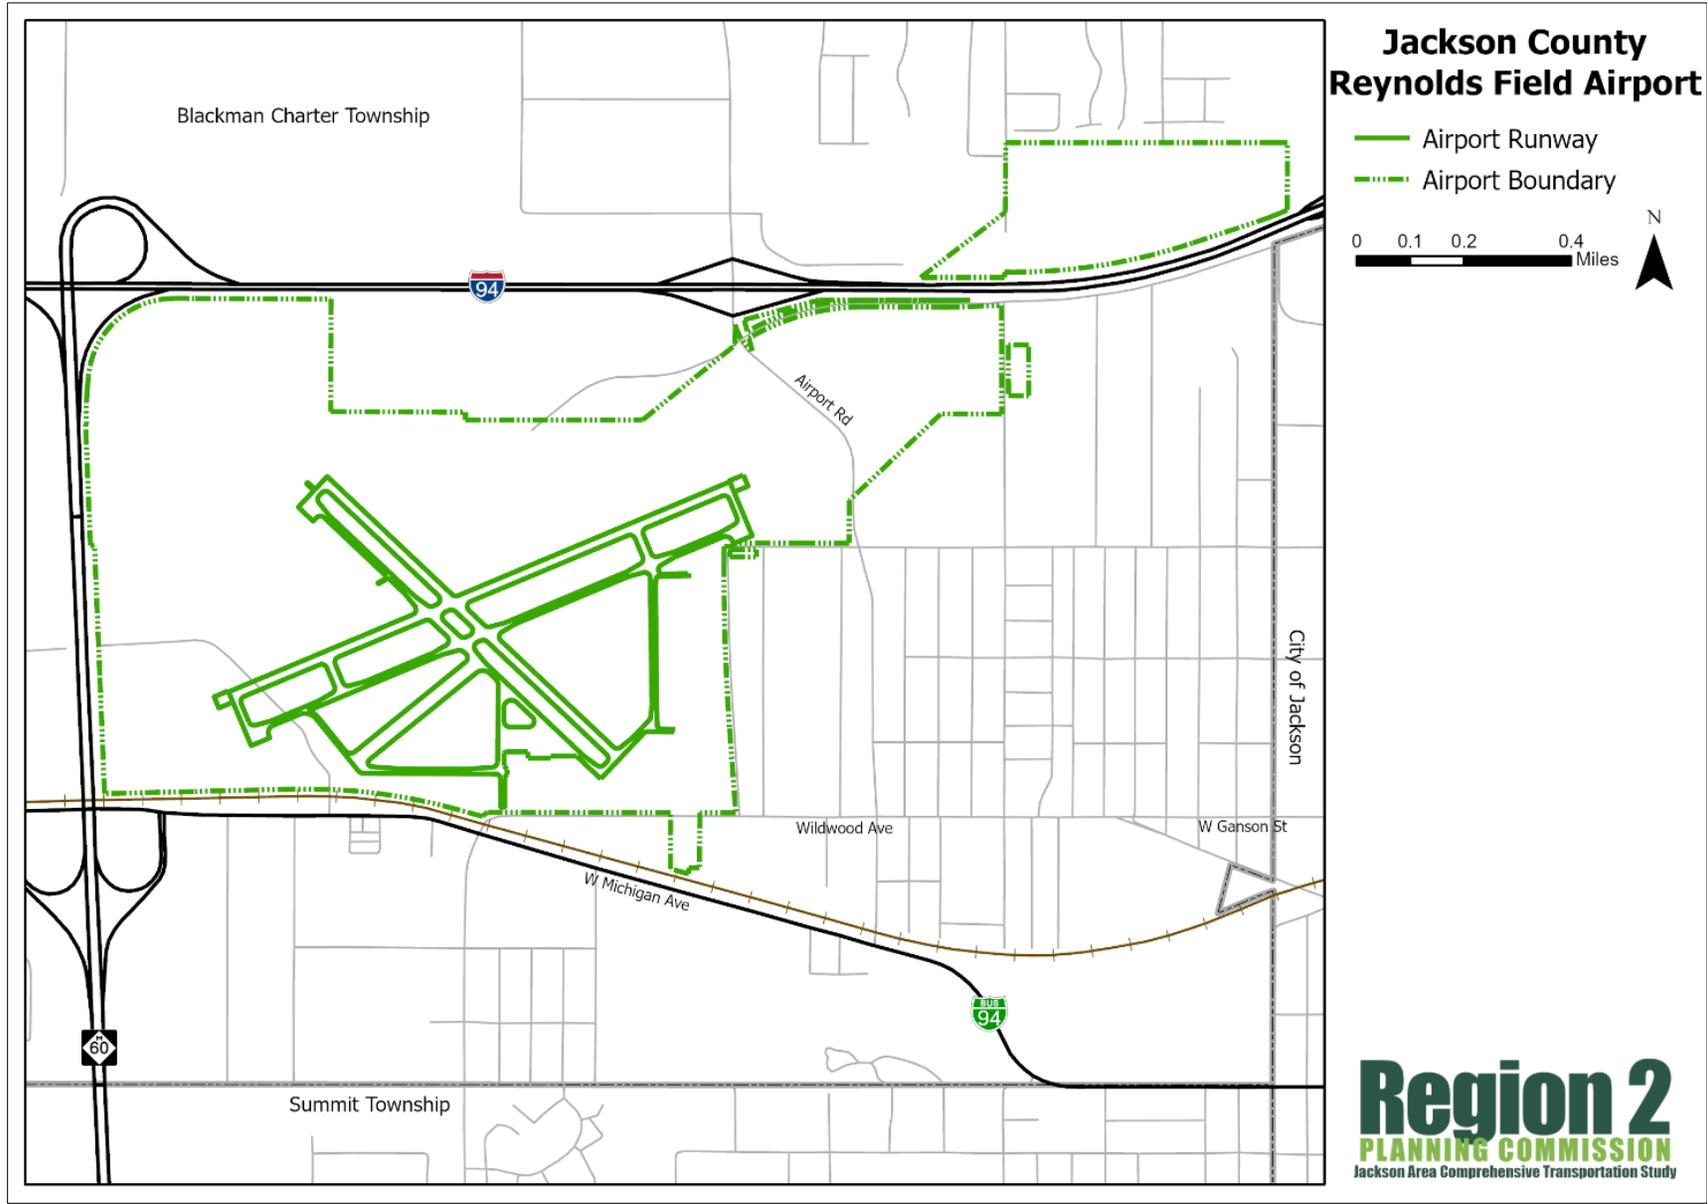 Jackson County
Reynolds Field Airport
Airport Runway
Airport Boundary
0 0.1 0.2 0.4
Miles
N
Blackman Charter Township
94
Airport Rd
City of Jackson
Wildwood Ave
W Ganson St
W Michigan Ave
BUS
94
M
60
Summit Township
Region 2
PLANNING COMMISSION
Jackson Area Comprehensive Transportation Study